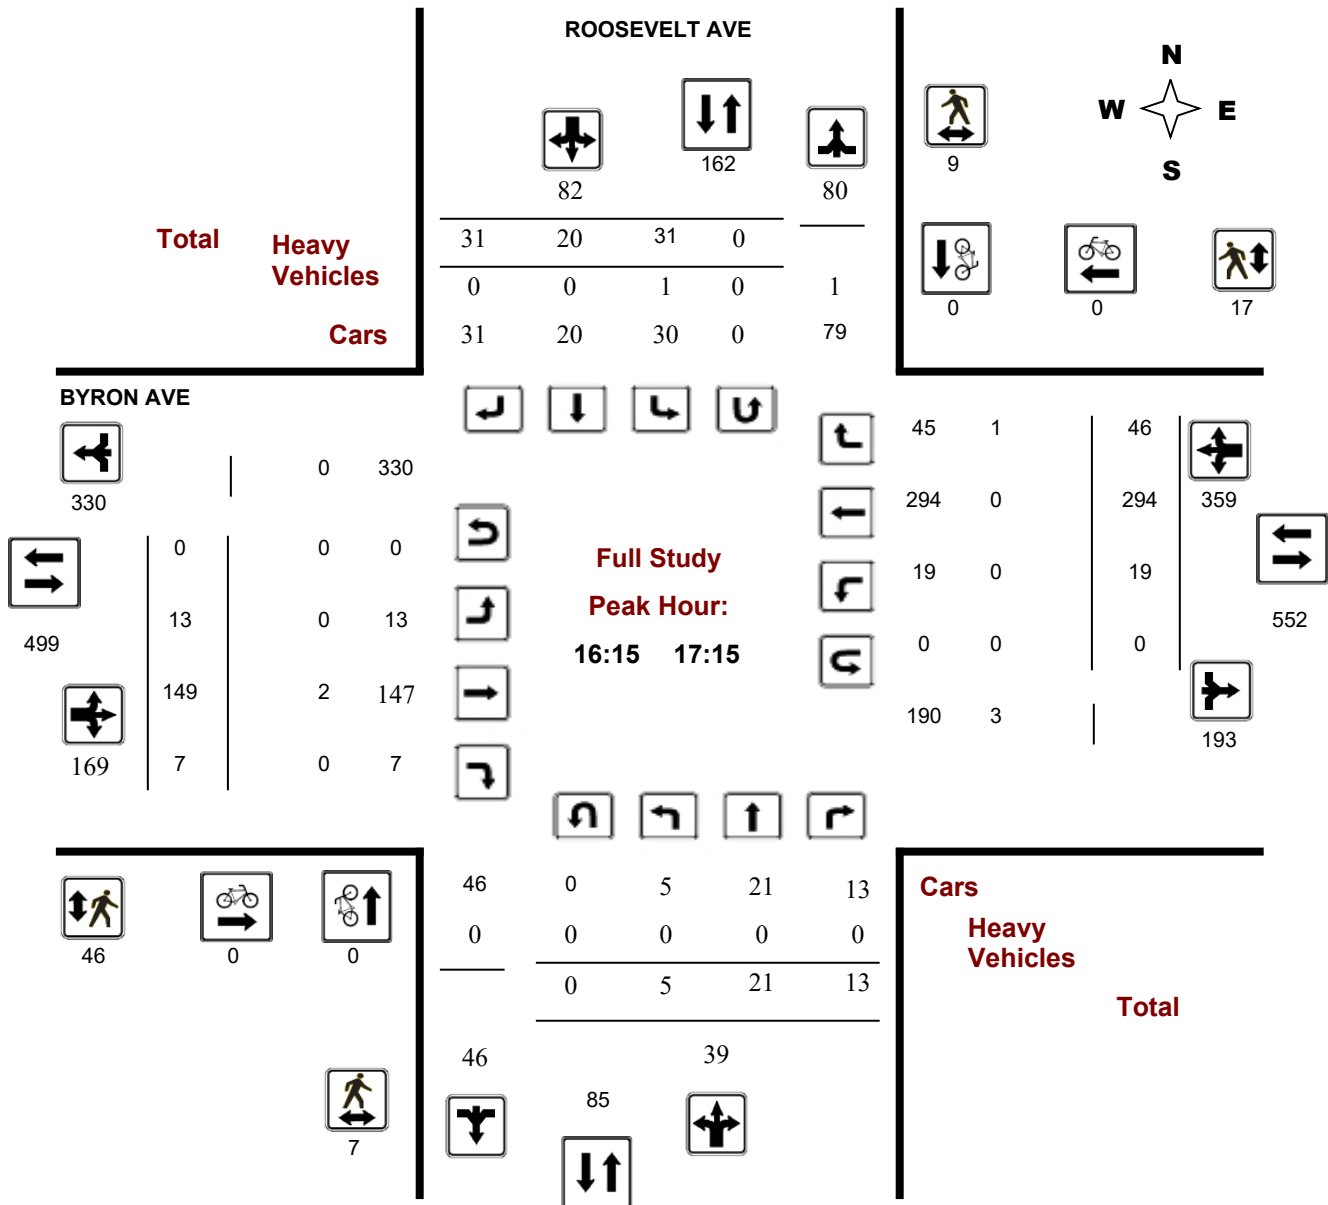 ROOSEVELT AVE
N
W E
S
162
9
82 80
Total Heavy Vehicles
31 20 31 0
0 0 1 0 1
0 0 17
Cars 31 20 30 0 79
BYRON AVE
45 1 46
0 330
330
294 0 294 359
0 0 0
Full Study
19 0 19
13 0 13
Peak Hour:
552
499
16:15 17:15
0 0 0
149 2 147
190 3
193
169 7 0 7
46 0 5 21 13
Cars
0 0 0 0 0
Heavy Vehicles
46 0 0
0 5 21 13
Total
46 39
85
7